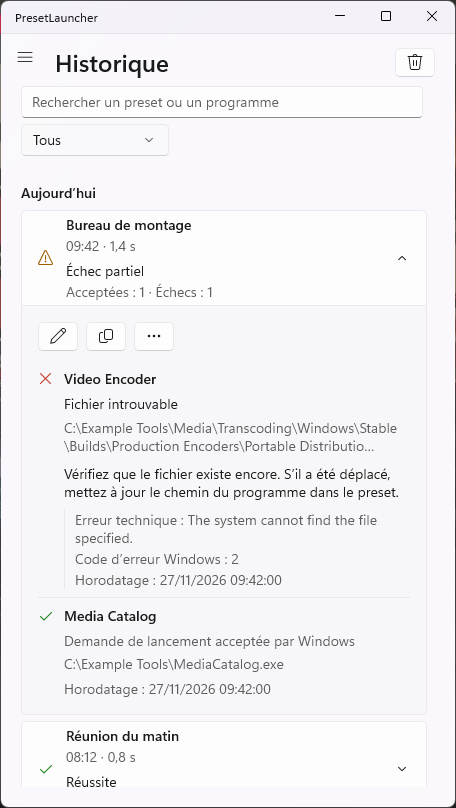 PresetLauncher
Historique
Rechercher un preset ou un programme
Tous
Aujourd’hui
Bureau de montage
09:42 · 1,4 s
Échec partiel
Acceptées : 1 · Échecs : 1
Video Encoder
Fichier introuvable
C:\Example Tools\Media\Transcoding\Windows\Stable
\Builds\Production Encoders\Portable Distributio...
Vérifiez que le fichier existe encore. S’il a été déplacé,
mettez à jour le chemin du programme dans le preset.
Erreur technique : The system cannot find the file
specified.
Code d’erreur Windows : 2
Horodatage : 27/11/2026 09:42:00
Media Catalog
Demande de lancement acceptée par Windows
C:\Example Tools\MediaCatalog.exe
Horodatage : 27/11/2026 09:42:00
Réunion du matin
08:12 · 0,8 s
Réussite